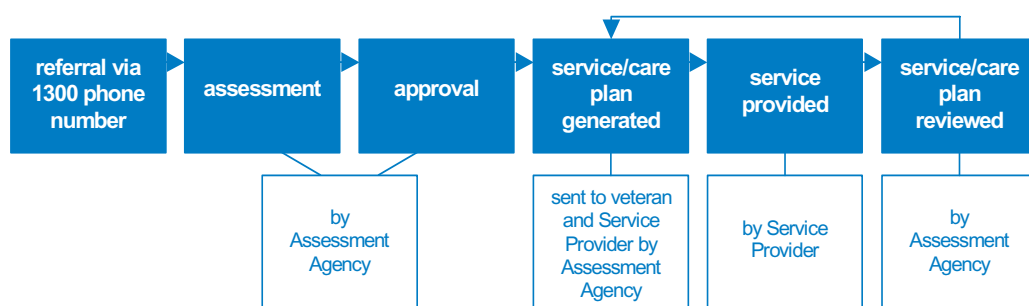 referral via
1300 phone
number
assessment
approval
service/care
plan
generated
service
provided
service/care
plan
reviewed
by
Assessment
Agency
sent to veteran
and Service
Provider by
Assessment
Agency
by Service
Provider
by
Assessment
Agency